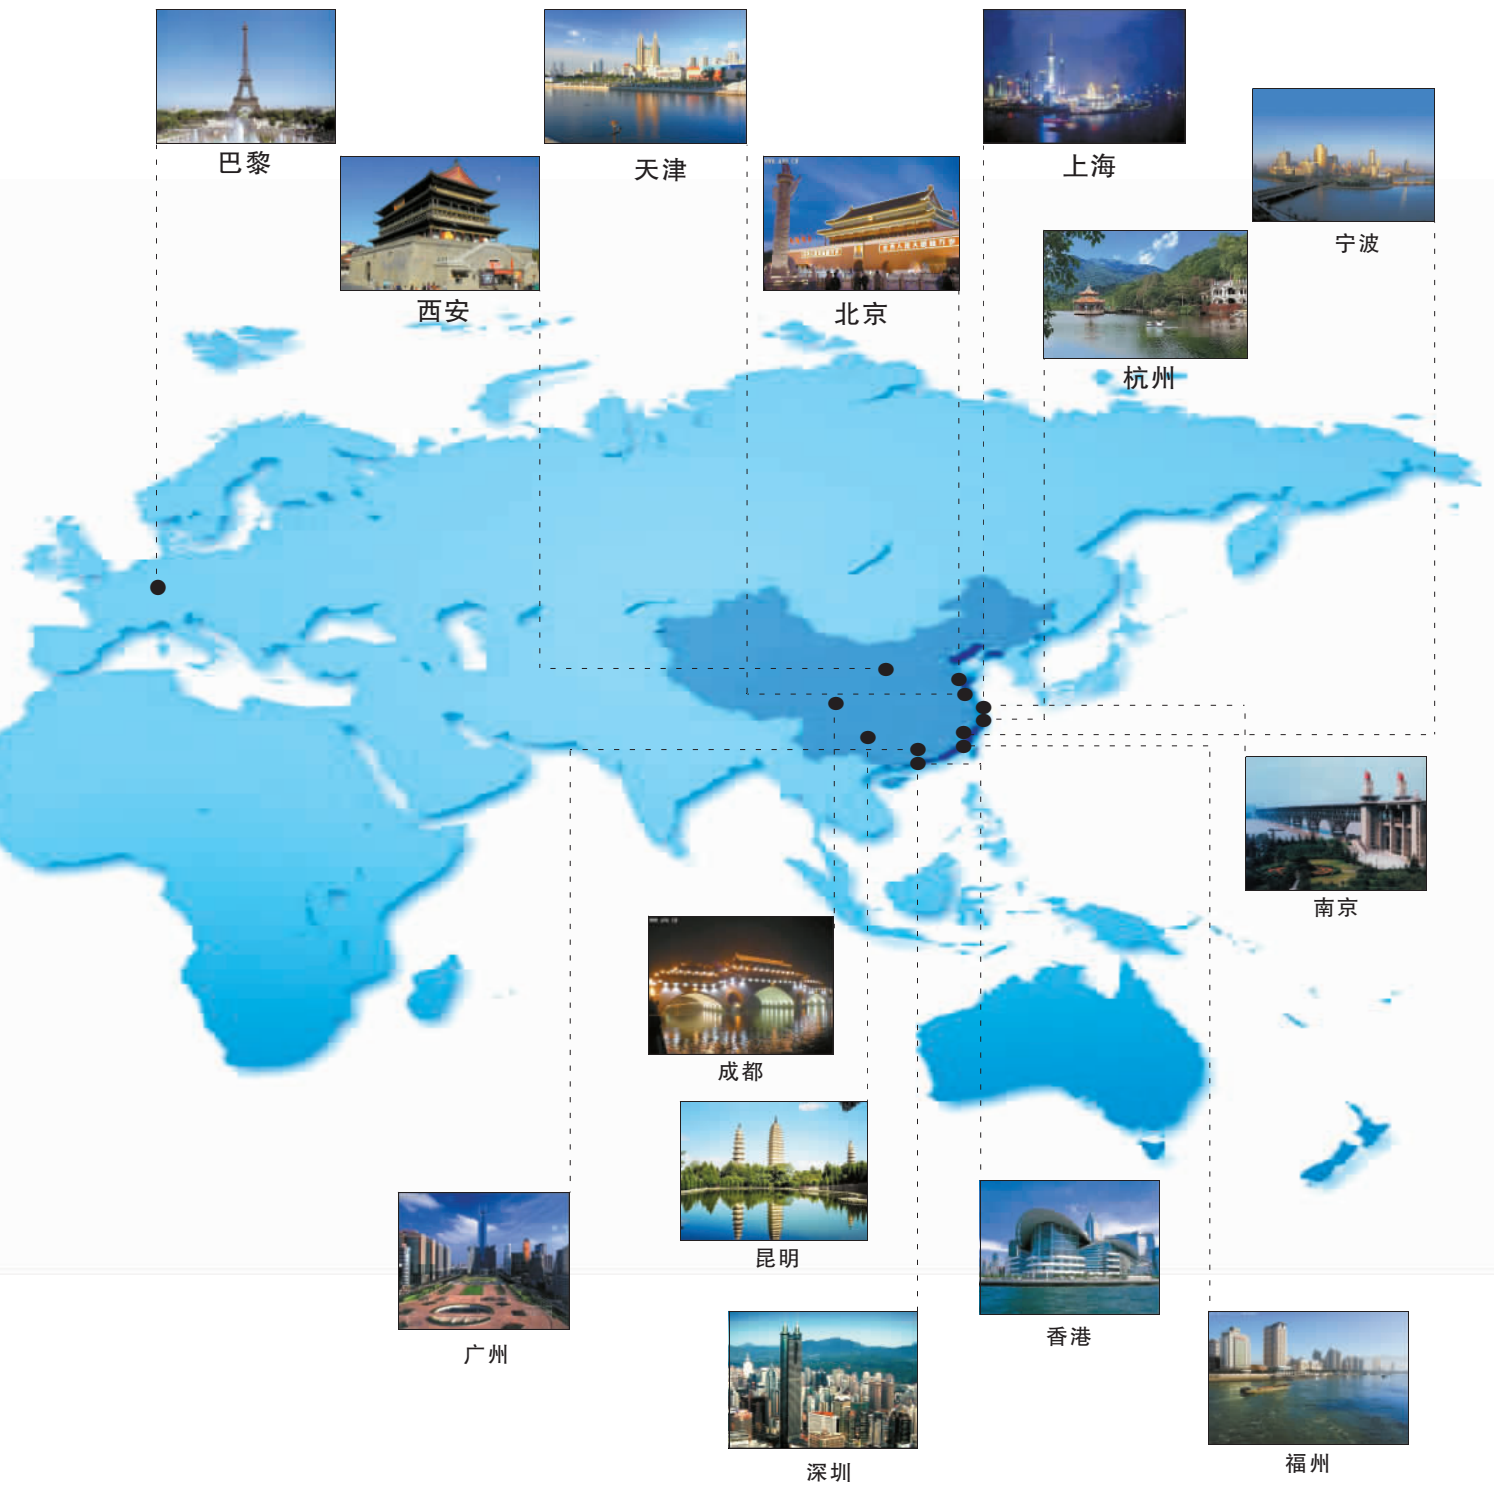 巴黎
天津
上海
西安
北京
宁波
杭州
南京
成都
昆明
香港
广州
深圳
福州